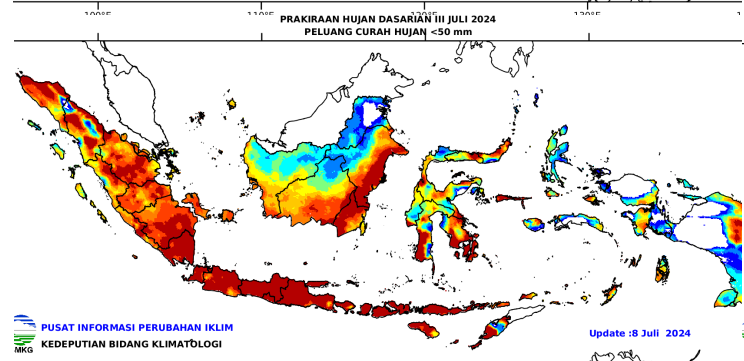 PRAKIRAAN HUJAN DASARIAN III JULI 2024
PELUANG CURAH HUJAN <50 mm
PUSAT INFORMASI PERUBAHAN IKLIM
KEDEPUTIAN BIDANG KLIMATOLOGI
MKG
Update :8 Juli 2024